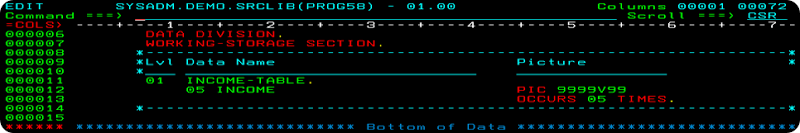 EDIT SYSADM.DEMO.SRCLIB(PROG58) - 01.00 Columns 00001 00072
Command ===> Scroll ===> CSR
=COLS> ----+----1----+----2----+----3----+----4----+----5----+----6----+----7--
000006 DATA DIVISION.
000007 WORKING-STORAGE SECTION.
000008 *----------------------------------------------------------------*
000009 *Lvl Data Name Picture *
000010 *___ ____________________________________ ___________________ *
000011 01 INCOME-TABLE.
000012 05 INCOME PIC 9999V99
000013 OCCURS 05 TIMES.
000014 *----------------------------------------------------------------*
000015
****** **************************** Bottom of Data ****************************